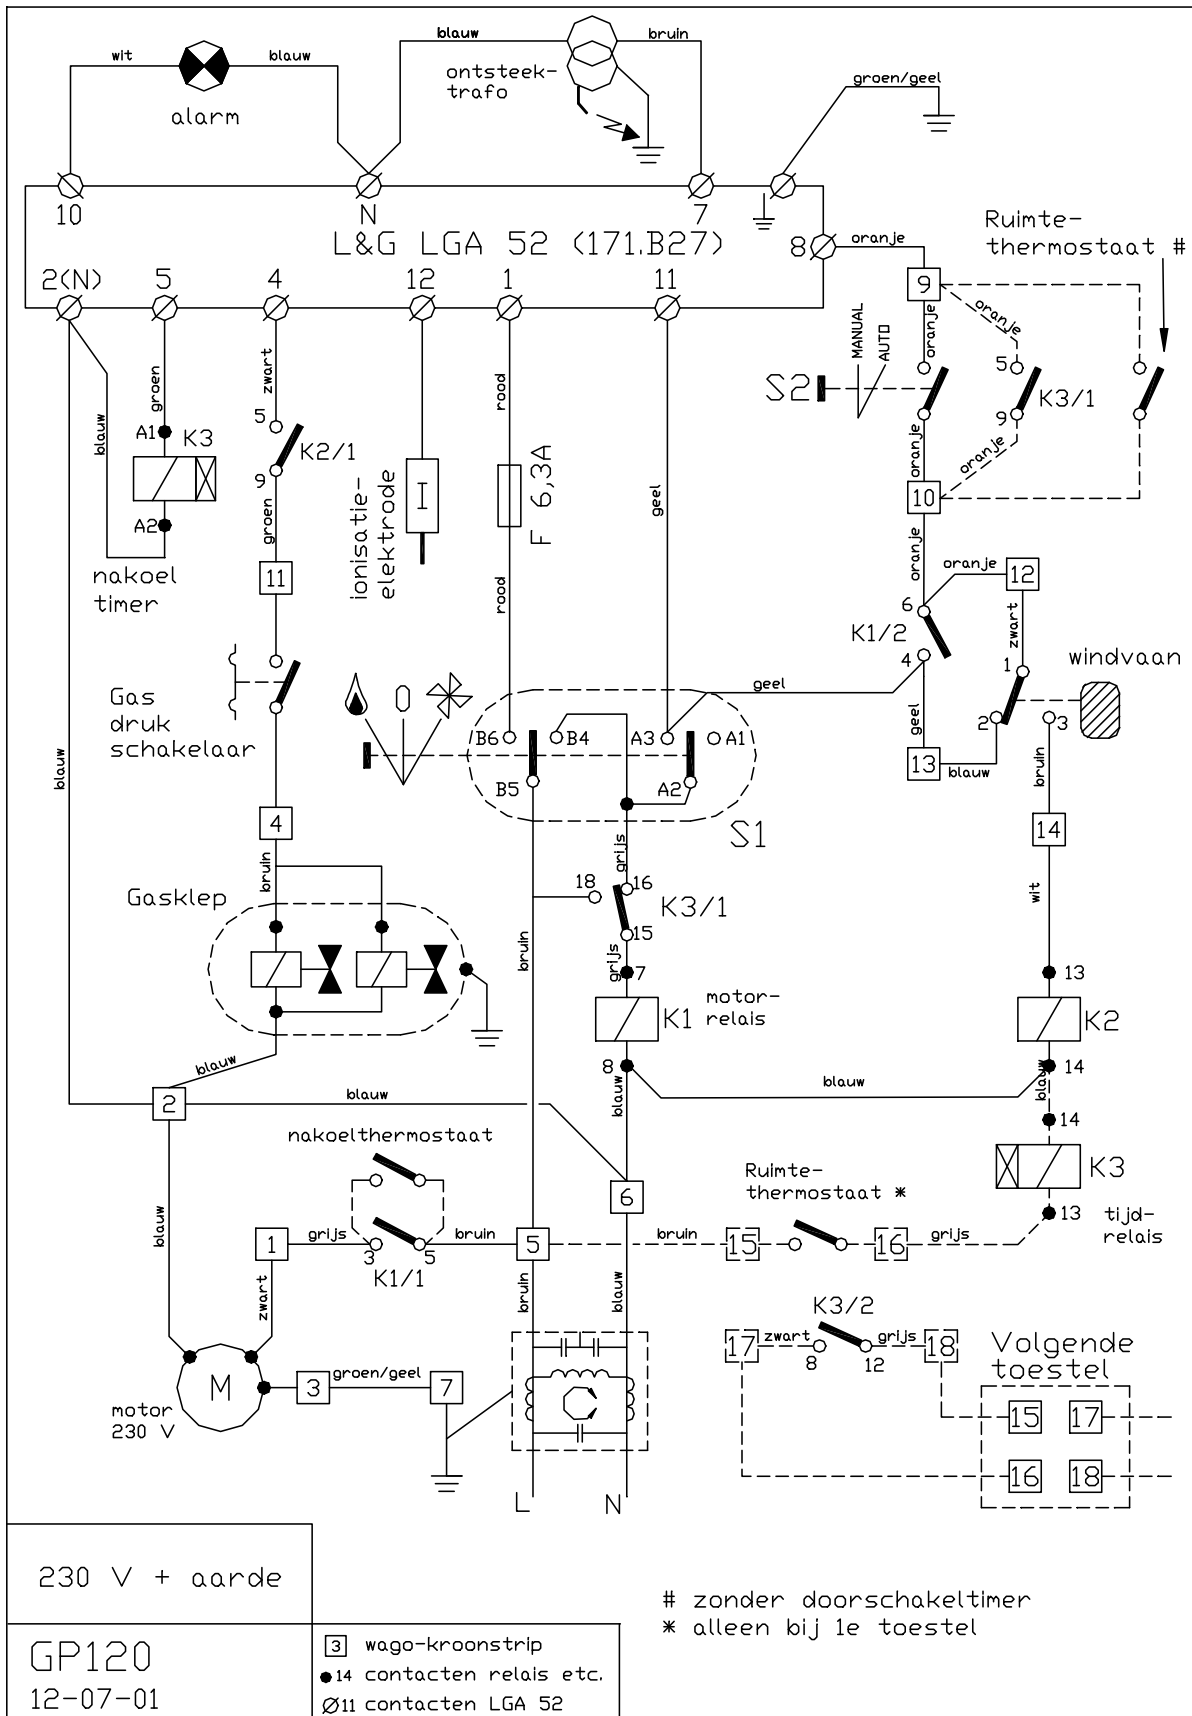 wit
blauw
alarm
blauw
bruin
ontsteek-
trafo
groen/geel
10
N
7
L&G LGA 52 (171.B27)
8
oranje
Ruimte-
thermostaat #
2(N)
5
4
12
1
11
9
oranje
oranje
MANUAL
AUTO
S2
5
K3/1
9
oranje
oranje
10
groen
zwart
rood
blauw
A1
K3
A2
nakoel
timer
5
K2/1
9
groen
11
I
ionisatie-
elektrode
F 6,3A
rood
geel
oranje
oranje
12
6
K1/2
4
zwart
1
windvaan
2
3
geel
13
blauw
bruin
14
Gas
druk
schakelaar
0
geel
B6
B4
A3
A1
B5
A2
S1
blauw
4
bruin
Gasklep
grijs
18
16
K3/1
15
grijs
7
bruin
wit
13
K1
motor-
relais
K2
8
14
blauw
blauw
blauw
blauw
2
blauw
blauw
14
K3
13
tijd-
relais
nakoelthermostaat
6
Ruimte-
thermostaat *
1
grijs
3
5
K1/1
bruin
5
bruin
15
16
grijs
zwart
bruin
blauw
K3/2
17
zwart
8
12
grijs
18
Volgende
toestel
15
17
16
18
M
motor
230 V
3
groen/geel
7
L
N
230 V + aarde
# zonder doorschakeltimer
* alleen bij 1e toestel
GP120
12-07-01
3 wago-kroonstrip
14 contacten relais etc.
11 contacten LGA 52